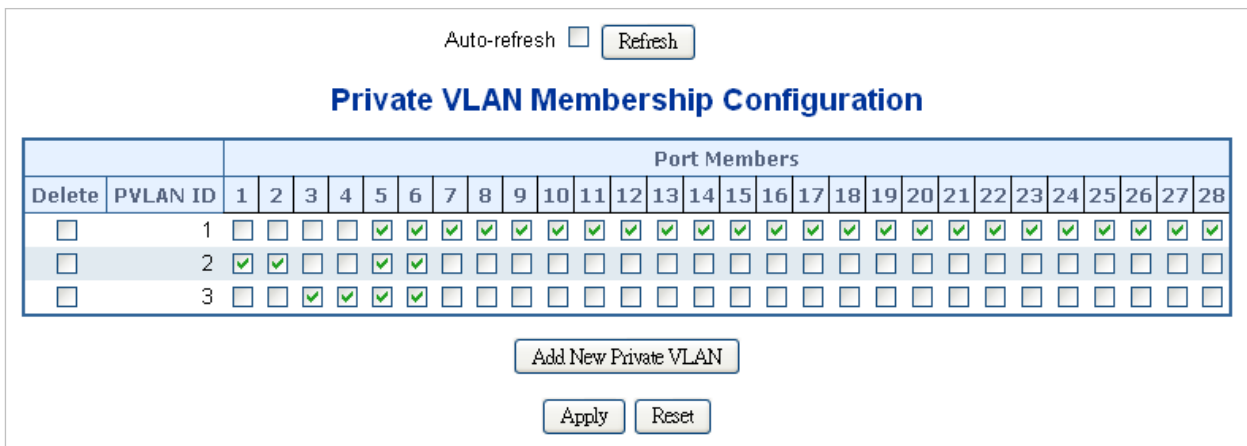 Auto-refresh Refresh
Private VLAN Membership Configuration
Port Members
Delete PVLAN ID 1 2 3 4 5 6 7 8 9 10 11 12 13 14 15 16 17 18 19 20 21 22 23 24 25 26 27 28
1
2
3
Add New Private VLAN
Apply Reset